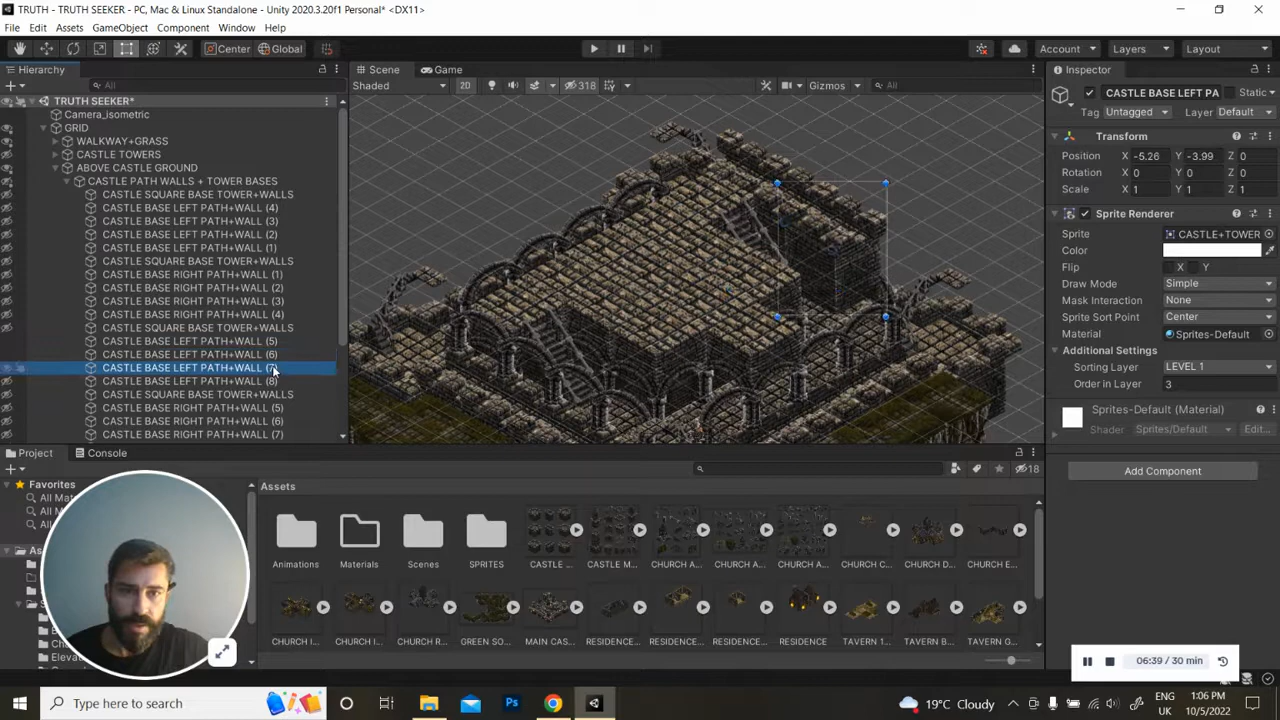 TRUTH - TRUTH SEEKER - PC, Mac & Linux Standalone - Unity 2020.3.20f1 Personal* <DX11>
File Edit Assets GameObject Component Window Help
Center Global Account Layers Layout
Hierarchy
All
TRUTH SEEKER*
Camera_isometric
GRID
WALKWAY+GRASS
CASTLE TOWERS
ABOVE CASTLE GROUND
CASTLE PATH WALLS + TOWER BASES
CASTLE SQUARE BASE TOWER+WALLS
CASTLE BASE LEFT PATH+WALL (4)
CASTLE BASE LEFT PATH+WALL (3)
CASTLE BASE LEFT PATH+WALL (2)
CASTLE BASE LEFT PATH+WALL (1)
CASTLE SQUARE BASE TOWER+WALLS
CASTLE BASE RIGHT PATH+WALL (1)
CASTLE BASE RIGHT PATH+WALL (2)
CASTLE BASE RIGHT PATH+WALL (3)
CASTLE BASE RIGHT PATH+WALL (4)
CASTLE SQUARE BASE TOWER+WALLS
CASTLE BASE LEFT PATH+WALL (5)
CASTLE BASE LEFT PATH+WALL (6)
CASTLE BASE LEFT PATH+WALL (7)
CASTLE BASE LEFT PATH+WALL (8)
CASTLE SQUARE BASE TOWER+WALLS
CASTLE BASE RIGHT PATH+WALL (5)
CASTLE BASE RIGHT PATH+WALL (6)
CASTLE BASE RIGHT PATH+WALL (7)
Scene Game
Shaded 2D 318 Gizmos All
Inspector
CASTLE BASE LEFT PA Static
Tag Untagged Layer Default
Transform
Position X -5.26 Y -3.99 Z 0
Rotation X 0 Y 0 Z 0
Scale X 1 Y 1 Z 1
Sprite Renderer
Sprite CASTLE+TOWER
Color
Flip X Y
Draw Mode Simple
Mask Interaction None
Sprite Sort Point Center
Material Sprites-Default
Additional Settings
Sorting Layer LEVEL 1
Order in Layer 3
Sprites-Default (Material)
Shader Sprites/Default Edit...
Add Component
Project Console
18
Favorites
All Ma
All M
All
As
Assets
Animations Materials Scenes SPRITES CASTLE ... CASTLE M... CHURCH A... CHURCH A... CHURCH A... CHURCH C... CHURCH D... CHURCH E...
CHURCH I... CHURCH I... CHURCH R... GREEN SO... MAIN CAS... RESIDENCE... RESIDENCE... RESIDENCE... RESIDENCE TAVERN 1... TAVERN B... TAVERN G...
Eleva
06:39 / 30 min
Type here to search
19°C Cloudy
ENG
UK
1:06 PM
10/5/2022